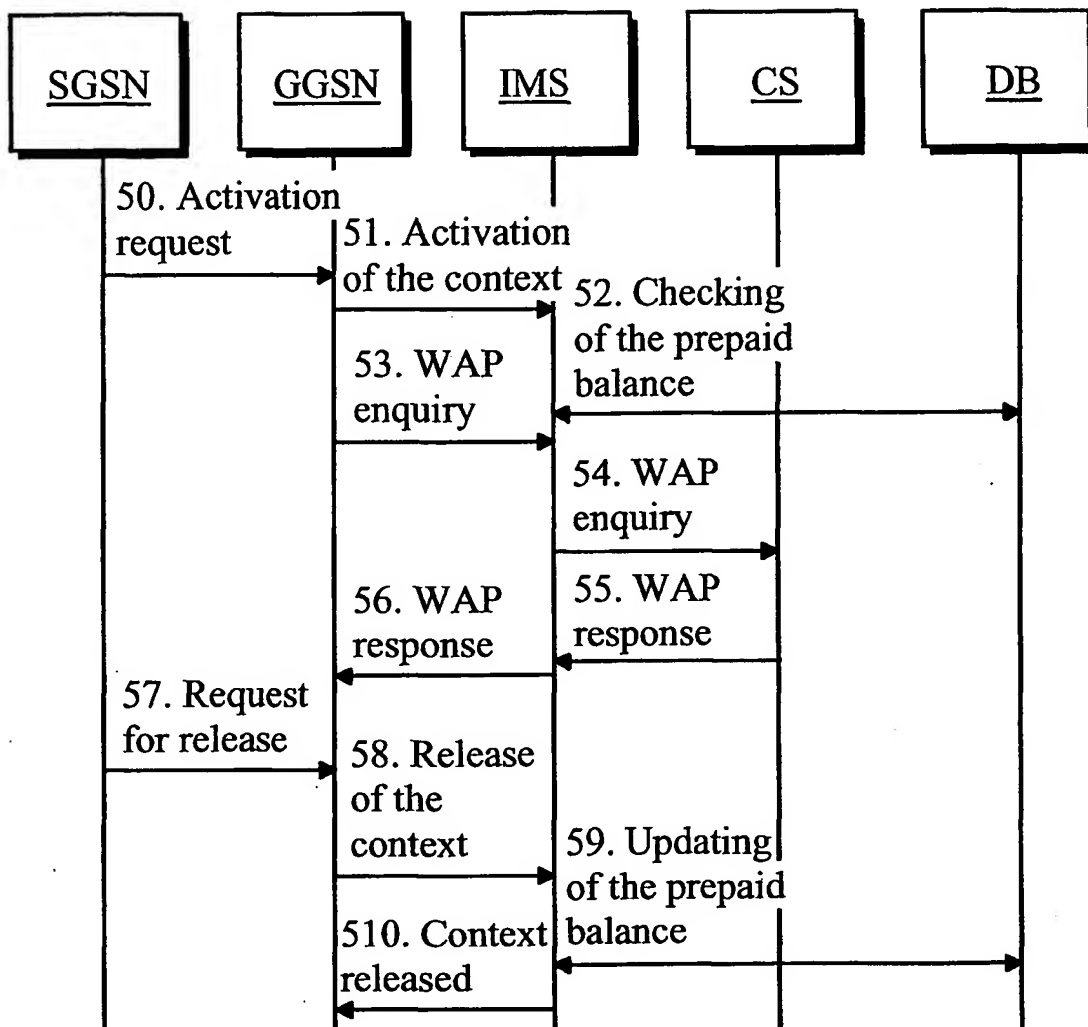 SGSN
GGSN
IMS
CS
DB
50. Activation
request
51. Activation
of the context
52. Checking
of the prepaid
balance
53. WAP
enquiry
54. WAP
enquiry
55. WAP
response
56. WAP
response
57. Request
for release
58. Release
of the
context
59. Updating
of the prepaid
balance
510. Context
released